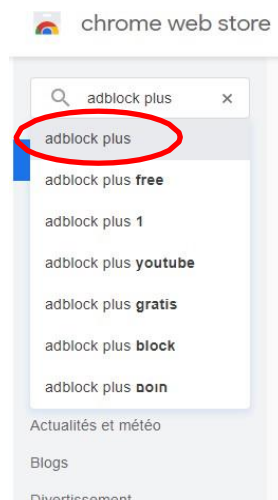 chrome web store
adblock plus ×
adblock plus
adblock plus free
adblock plus 1
adblock plus youtube
adblock plus gratis
adblock plus block
adblock plus חוסם
Actualités et météo
Blogs
Divertissement